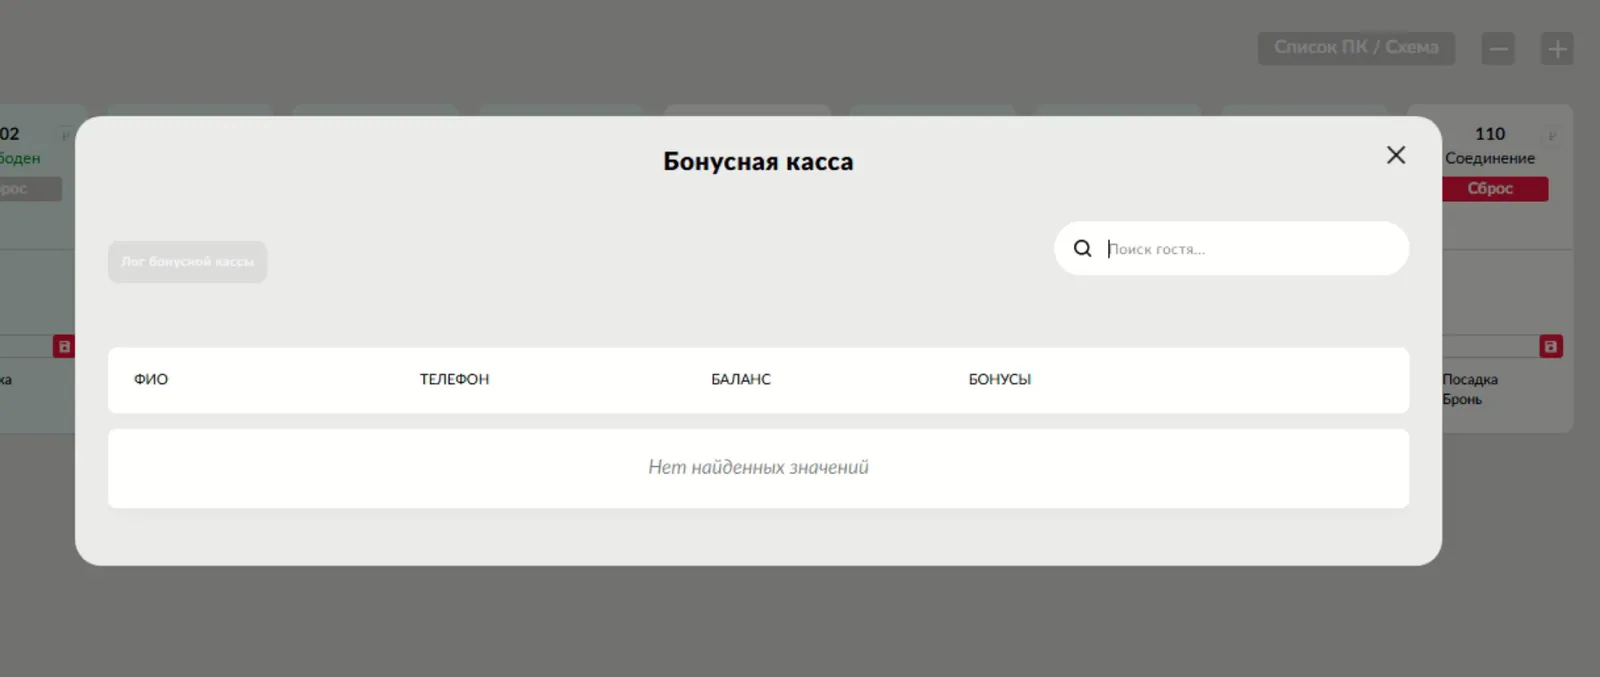 Список ПК / Схема
02
боден
рос
ка
110
₽
Соединение
Сброс
Посадка
Бронь
Бонусная касса
Лог бонусной кассы
Поиск гостя...
ФИО ТЕЛЕФОН БАЛАНС БОНУСЫ
Нет найденных значений